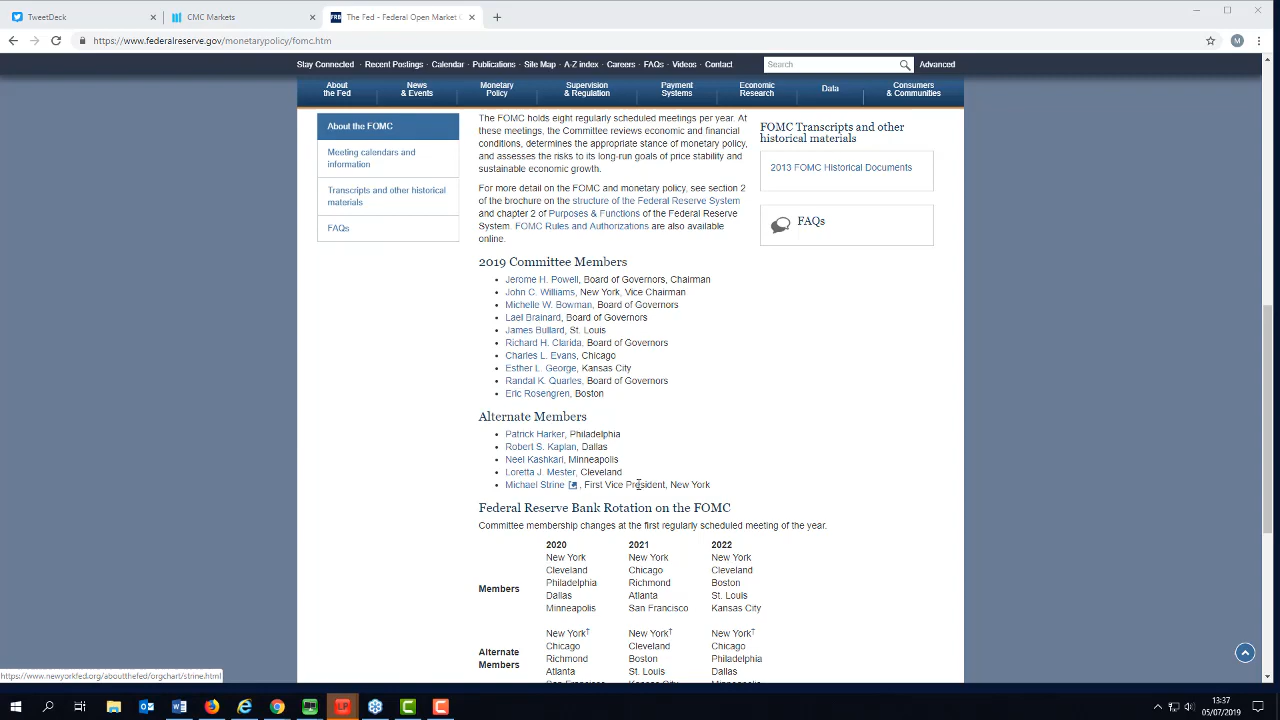 TweetDeck
CMC Markets
FRB The Fed - Federal Open Market C
https://www.federalreserve.gov/monetarypolicy/fomc.htm
M
Stay Connected Recent Postings Calendar Publications Site Map A-Z index Careers FAQs Videos Contact
Search
Advanced
About the Fed
News & Events
Monetary Policy
Supervision & Regulation
Payment Systems
Economic Research
Data
Consumers & Communities
About the FOMC
Meeting calendars and
information
Transcripts and other historical
materials
FAQs
The FOMC holds eight regularly scheduled meetings per year. At
these meetings, the Committee reviews economic and financial
conditions, determines the appropriate stance of monetary policy,
and assesses the risks to its long-run goals of price stability and
sustainable economic growth.
For more detail on the FOMC and monetary policy, see section 2
of the brochure on the structure of the Federal Reserve System
and chapter 2 of Purposes & Functions of the Federal Reserve
System. FOMC Rules and Authorizations are also available
online.
FOMC Transcripts and other
historical materials
2013 FOMC Historical Documents
FAQs
2019 Committee Members
Jerome H. Powell, Board of Governors, Chairman
John C. Williams, New York, Vice Chairman
Michelle W. Bowman, Board of Governors
Lael Brainard, Board of Governors
James Bullard, St. Louis
Richard H. Clarida, Board of Governors
Charles L. Evans, Chicago
Esther L. George, Kansas City
Randal K. Quarles, Board of Governors
Eric Rosengren, Boston
Alternate Members
Patrick Harker, Philadelphia
Robert S. Kaplan, Dallas
Neel Kashkari, Minneapolis
Loretta J. Mester, Cleveland
Michael Strine , First Vice President, New York
Federal Reserve Bank Rotation on the FOMC
Committee membership changes at the first regularly scheduled meeting of the year.
2020 2021 2022
New York New York New York
Cleveland Chicago Cleveland
Members Philadelphia Richmond Boston
Dallas Atlanta St. Louis
Minneapolis San Francisco Kansas City
New York† New York† New York†
Alternate Members
Chicago Cleveland Chicago
Richmond Boston Philadelphia
Atlanta St. Louis Dallas
https://www.newyorkfed.org/aboutthefed/orgchart/strine.html
LP
13:37
05/07/2019